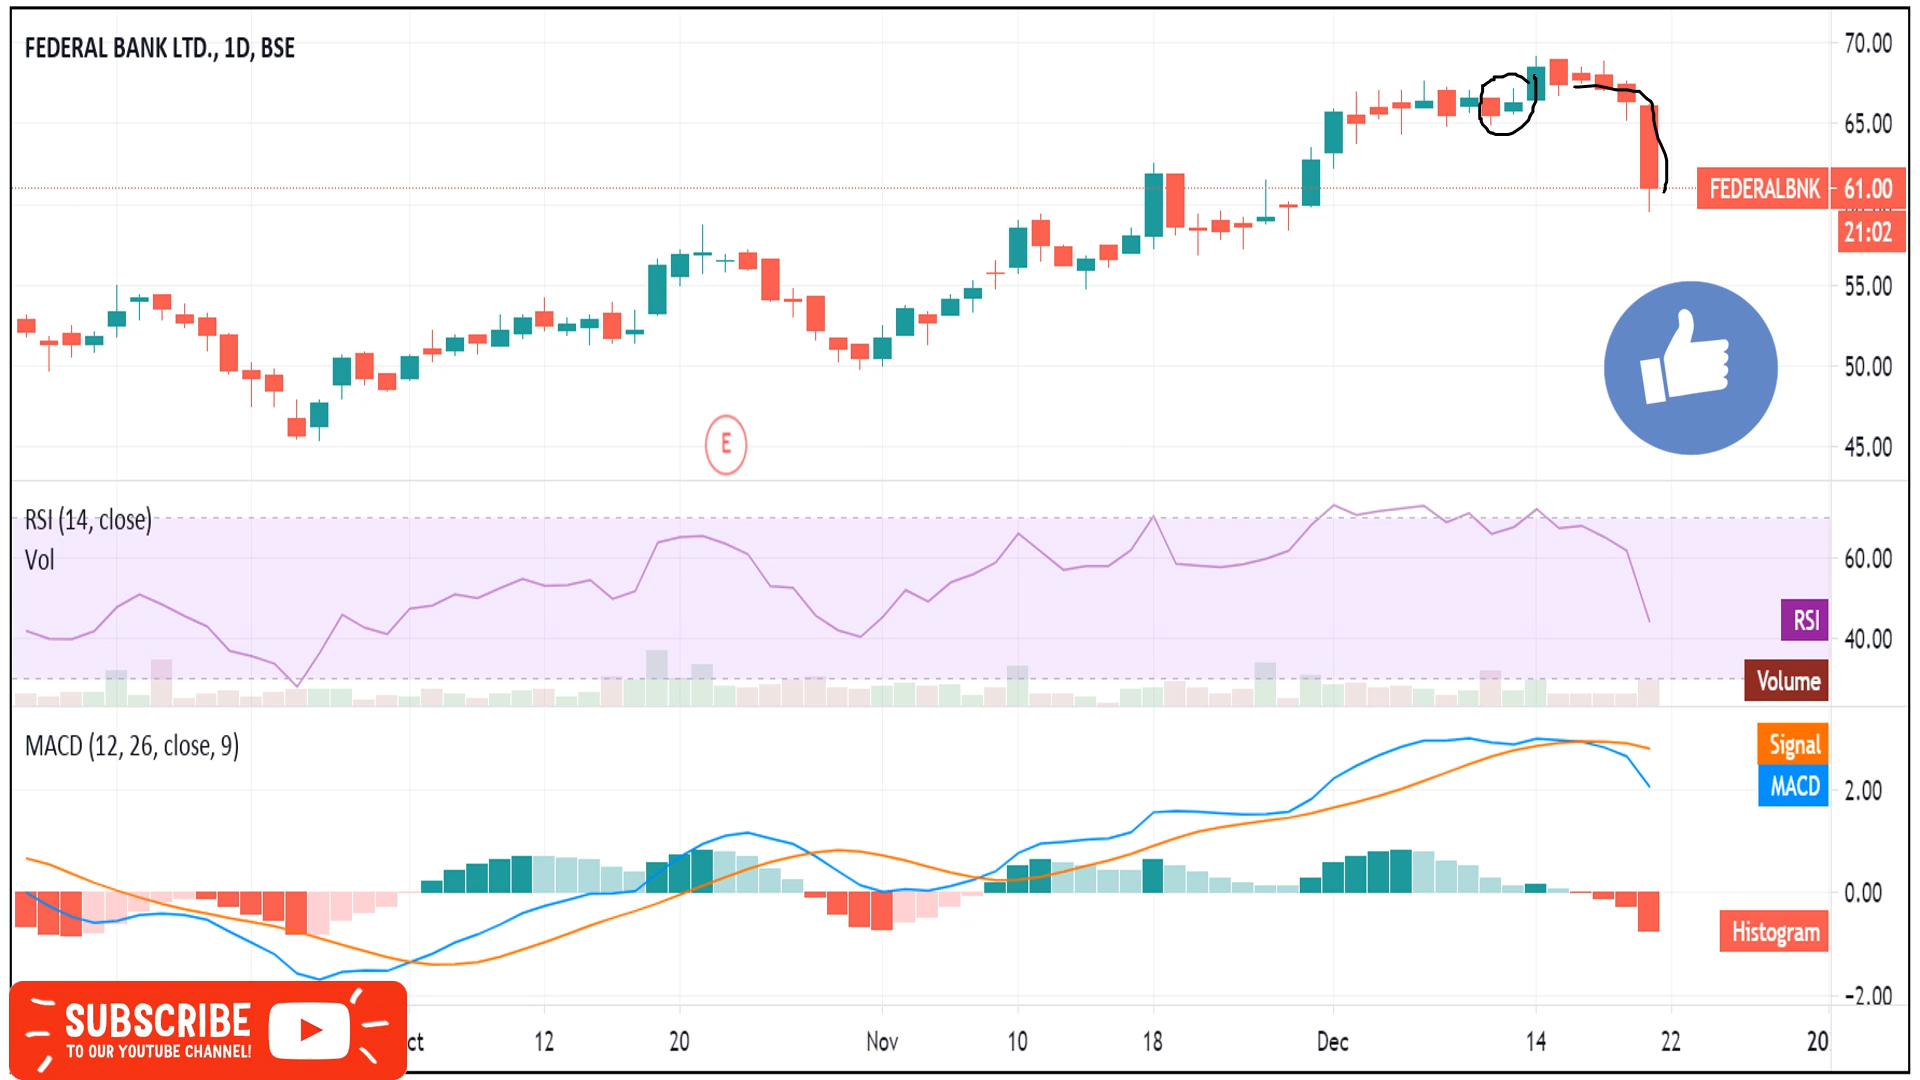 FEDERAL BANK LTD., 1D, BSE
70.00
65.00
FEDERALBNK
61.00
21:02
55.00
50.00
E
45.00
RSI (14, close)
Vol
60.00
RSI
40.00
Volume
MACD (12, 26, close, 9)
Signal
MACD
2.00
0.00
Histogram
−2.00
SUBSCRIBE
TO OUR YOUTUBE CHANNEL!
ct 12 20 Nov 10 18 Dec 14 22 20